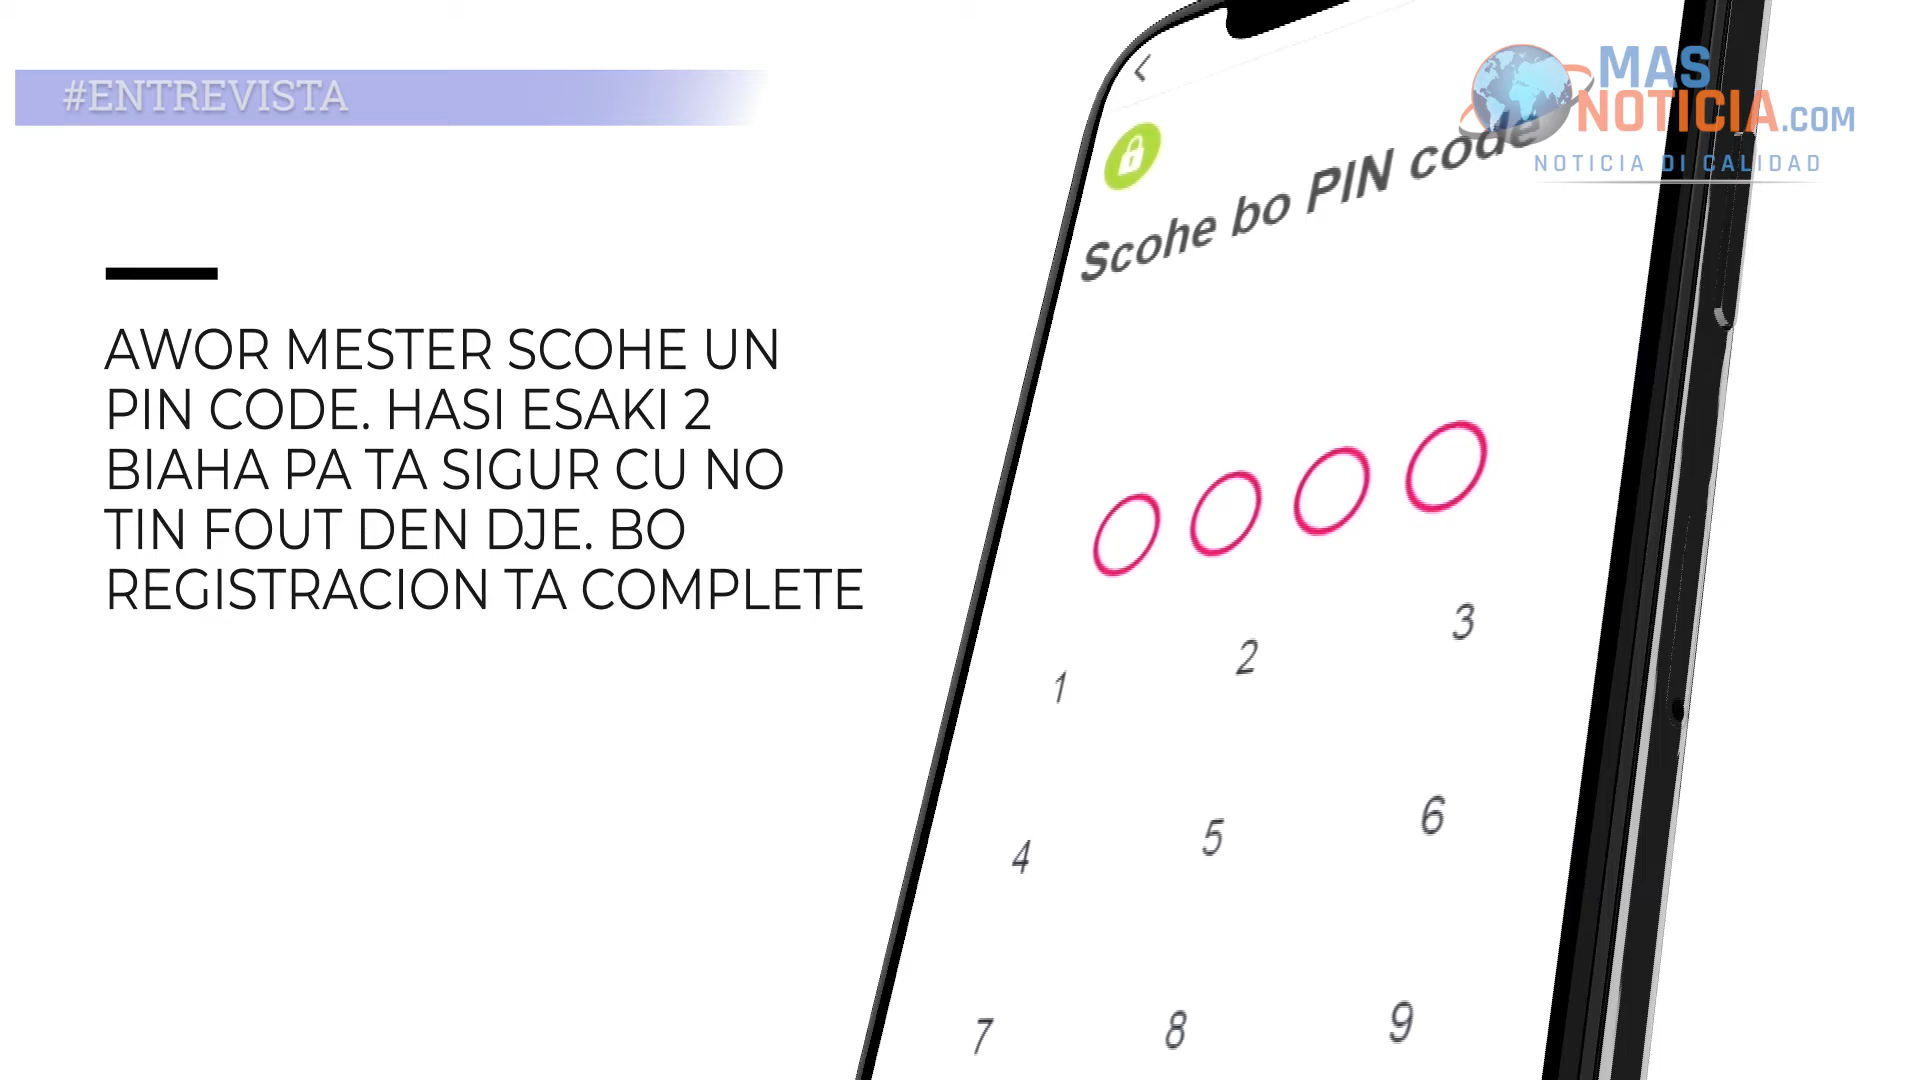 #ENTREVISTA
MAS
NOTICIA.COM
NOTICIA DI CALIDAD
AWOR MESTER SCOHE UN
PIN CODE. HASI ESAKI 2
BIAHA PA TA SIGUR CU NO
TIN FOUT DEN DJE. BO
REGISTRACION TA COMPLETE
Scohe bo PIN code
1 2 3
4 5 6
7 8 9